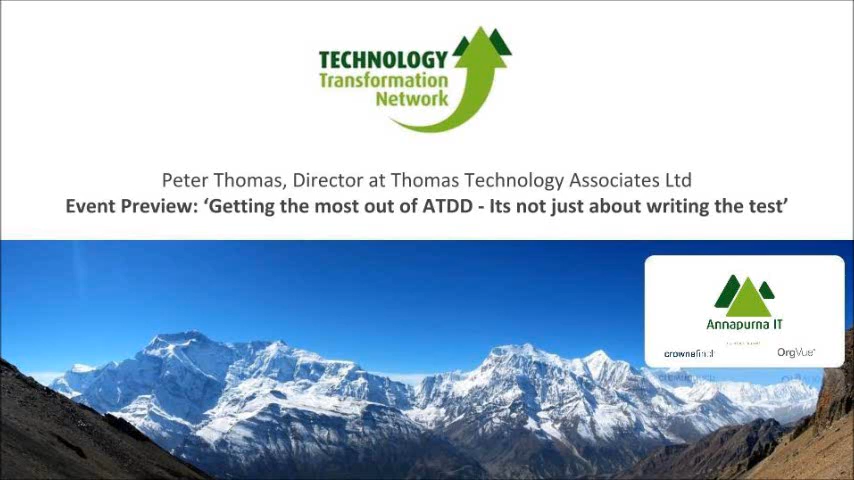 TECHNOLOGY
Transformation
Network
Peter Thomas, Director at Thomas Technology Associates Ltd
Event Preview: ‘Getting the most out of ATDD - Its not just about writing the test’
Annapurna IT
OrgVue